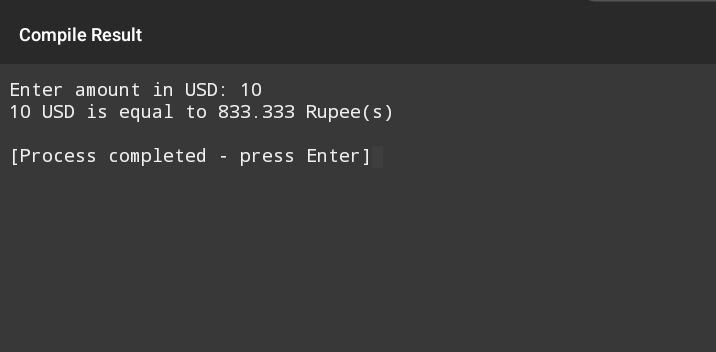 Compile Result
Enter amount in USD: 10
10 USD is equal to 833.333 Rupee(s)
[Process completed - press Enter]